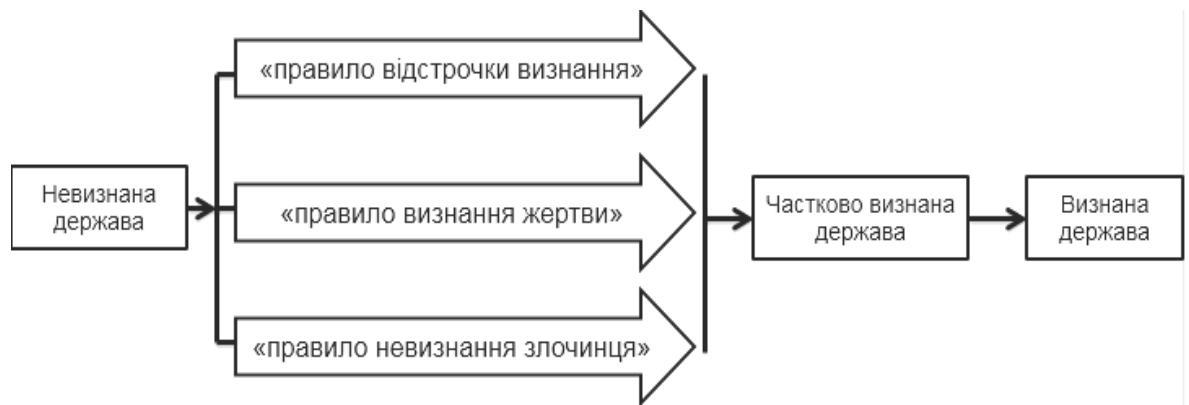 «правило відстрочки визнання»
Невизнана
держава
«правило визнання жертви»
Частково визнана
держава
Визнана
держава
«правило невизнання злочинця»